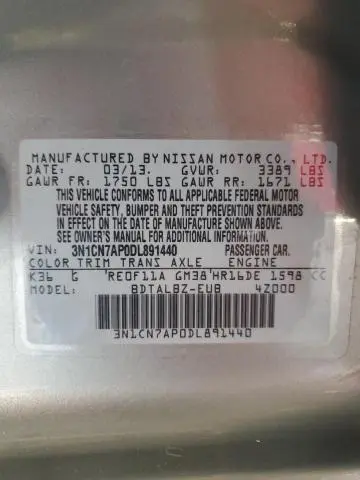 MANUFACTURED BY NISSAN MOTOR CO., LTD.
DATE: 03/13. GVWR: 3389 LBS
GAWR FR: 1750 LBS GAWR RR: 1671 LBS
THIS VEHICLE CONFORMS TO ALL APPLICABLE FEDERAL MOTOR
VEHICLE SAFETY, BUMPER AND THEFT PREVENTION STANDARDS
IN EFFECT ON THE DATE OF MANUFACTURE SHOWN ABOVE.
SEE OWNER'S MANUAL FOR ADDITIONAL INFORMATION.
VIN: 3N1CN7AP0DL891440 PASSENGER CAR.
COLOR TRIM TRANS AXLE ENGINE
K36 G RE0F11A GM38 HR16DE 1598 CC
MODEL: BDTALBZ-EUB 4Z000
3N1CN7AP0DL891440